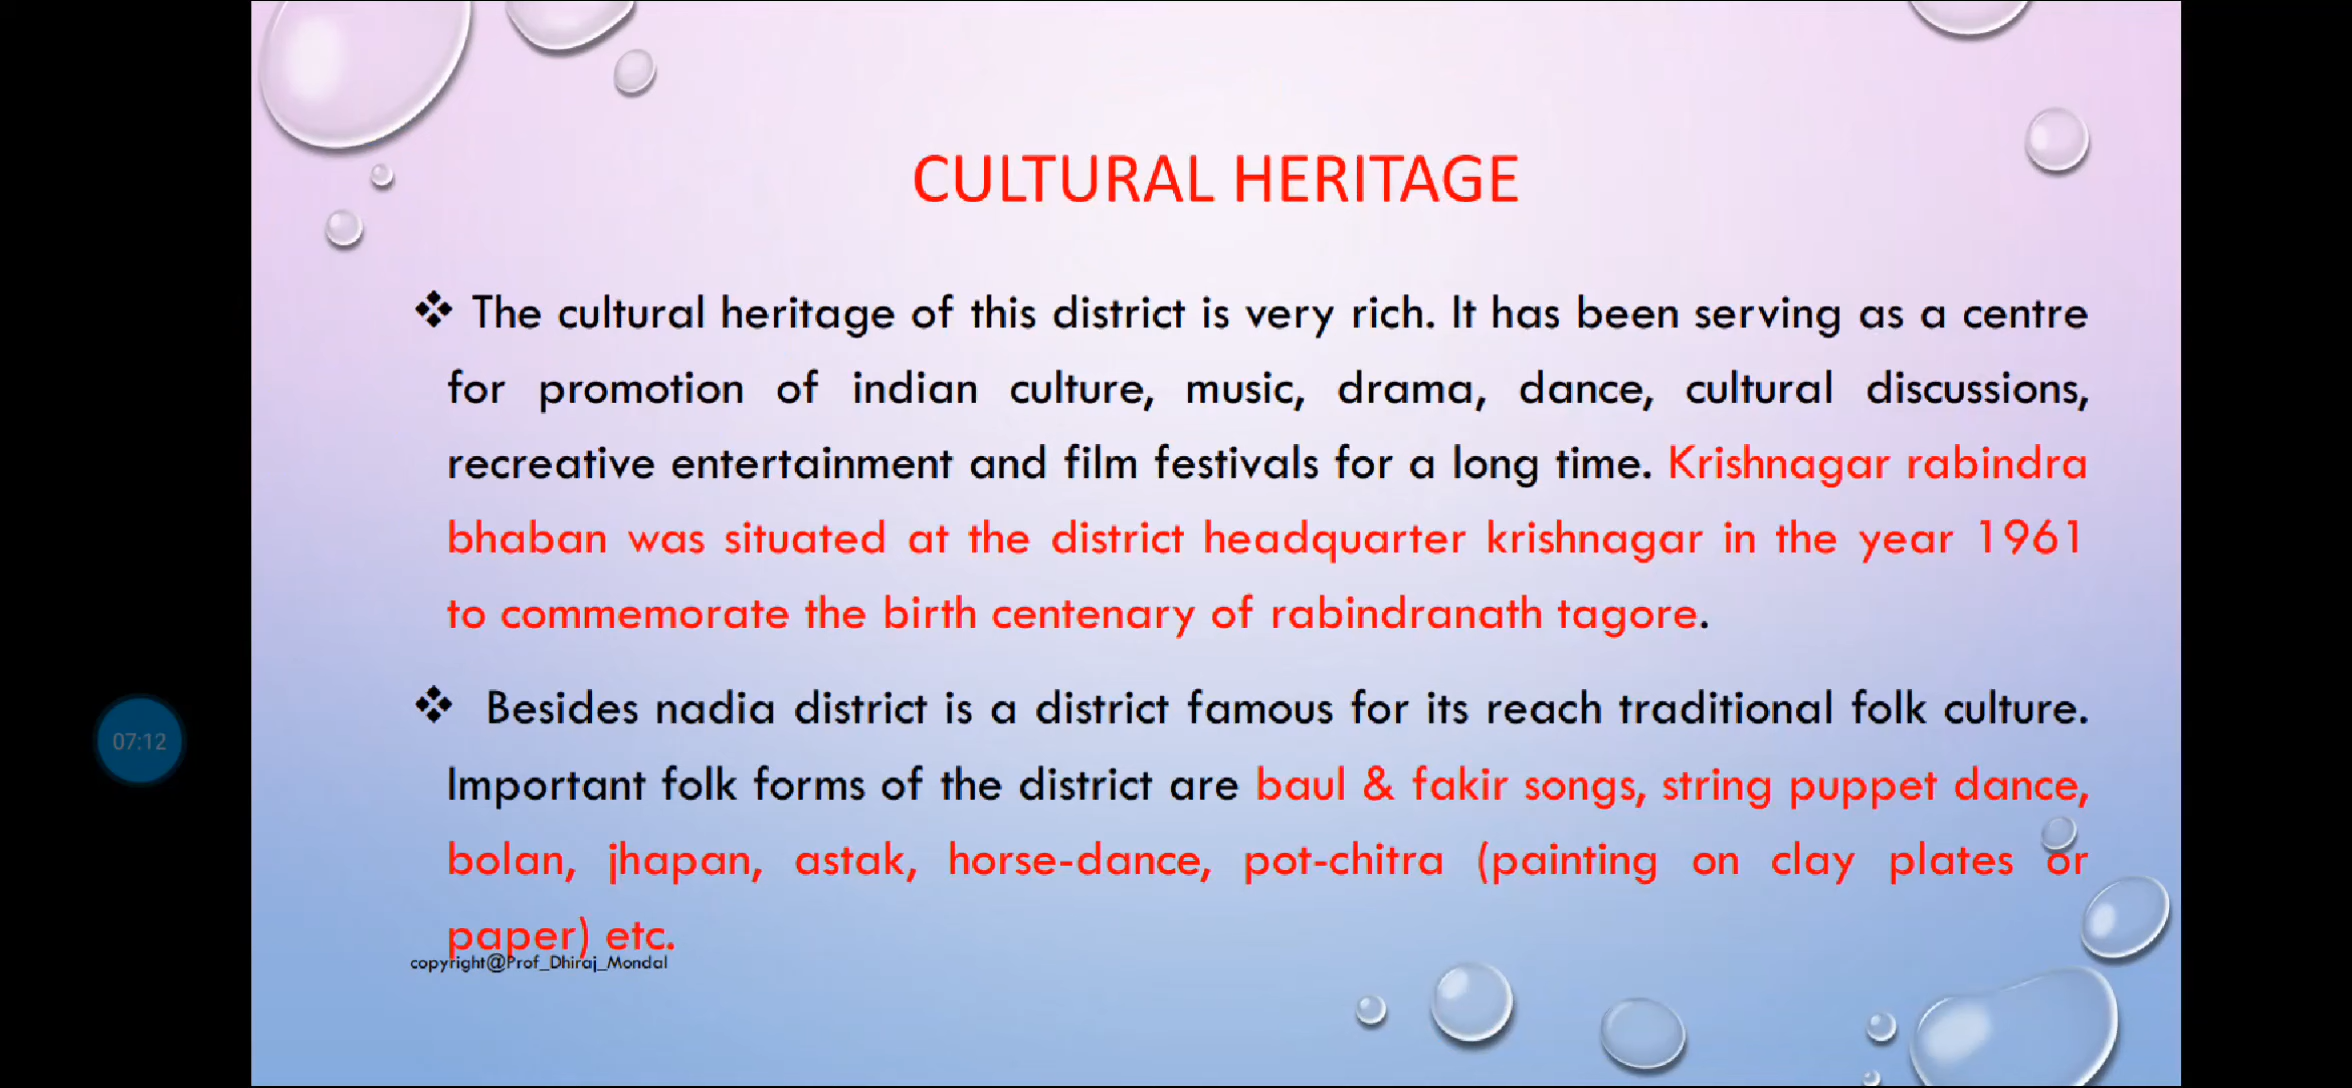 CULTURAL HERITAGE
❖ The cultural heritage of this district is very rich. It has been serving as a centre
for promotion of indian culture, music, drama, dance, cultural discussions,
recreative entertainment and film festivals for a long time. Krishnagar rabindra
bhaban was situated at the district headquarter krishnagar in the year 1961
to commemorate the birth centenary of rabindranath tagore.
❖ Besides nadia district is a district famous for its reach traditional folk culture.
Important folk forms of the district are baul & fakir songs, string puppet dance,
bolan, jhapan, astak, horse-dance, pot-chitra (painting on clay plates or
paper) etc.
copyright@Prof_Dhiraj_Mondal
07:12